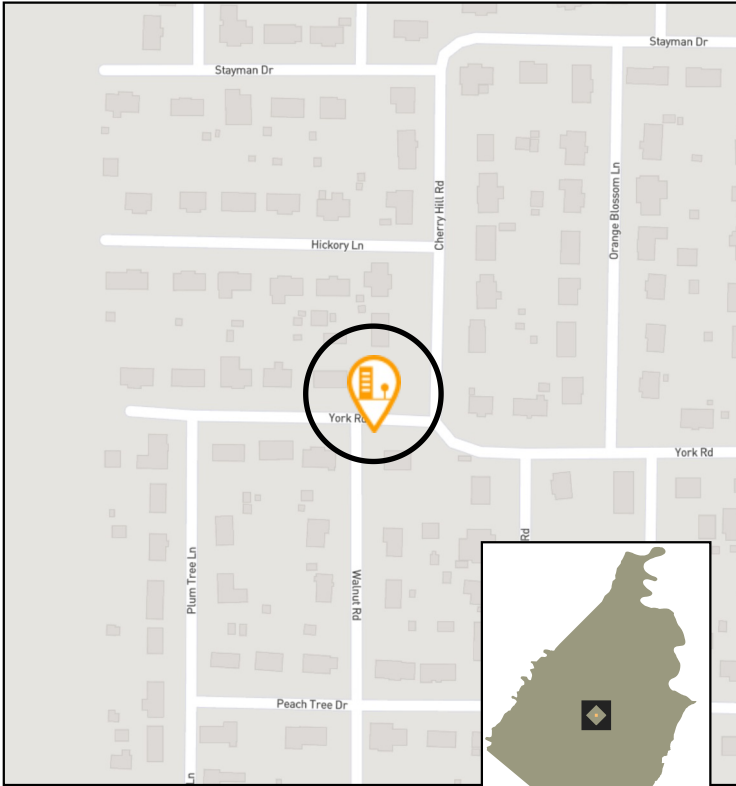 Stayman Dr
Stayman Dr
Cherry Hill Rd
Orange Blossom Ln
Hickory Ln
York Rd
York Rd
Rd
Plum Tree Ln
Walnut Rd
Peach Tree Dr
Ln